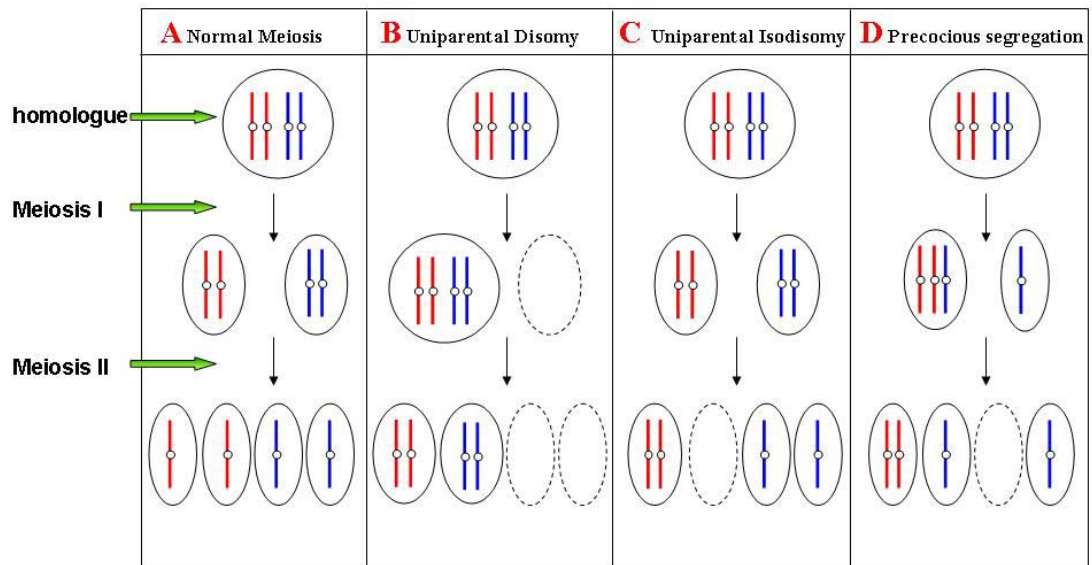 A Normal Meiosis
B Uniparental Disomy
C Uniparental Isodisomy
D Precocious segregation
homologue
Meiosis I
Meiosis II